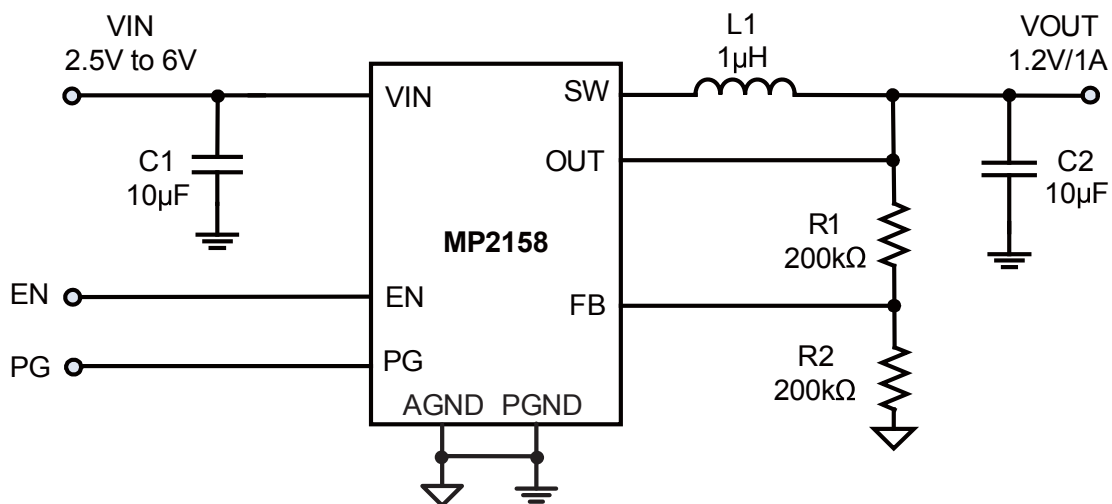 VIN
2.5V to 6V
L1
1µH
VOUT
1.2V/1A
VIN
SW
C1
10µF
OUT
C2
10µF
MP2158
R1
200kΩ
EN
EN
FB
PG
PG
R2
200kΩ
AGND
PGND